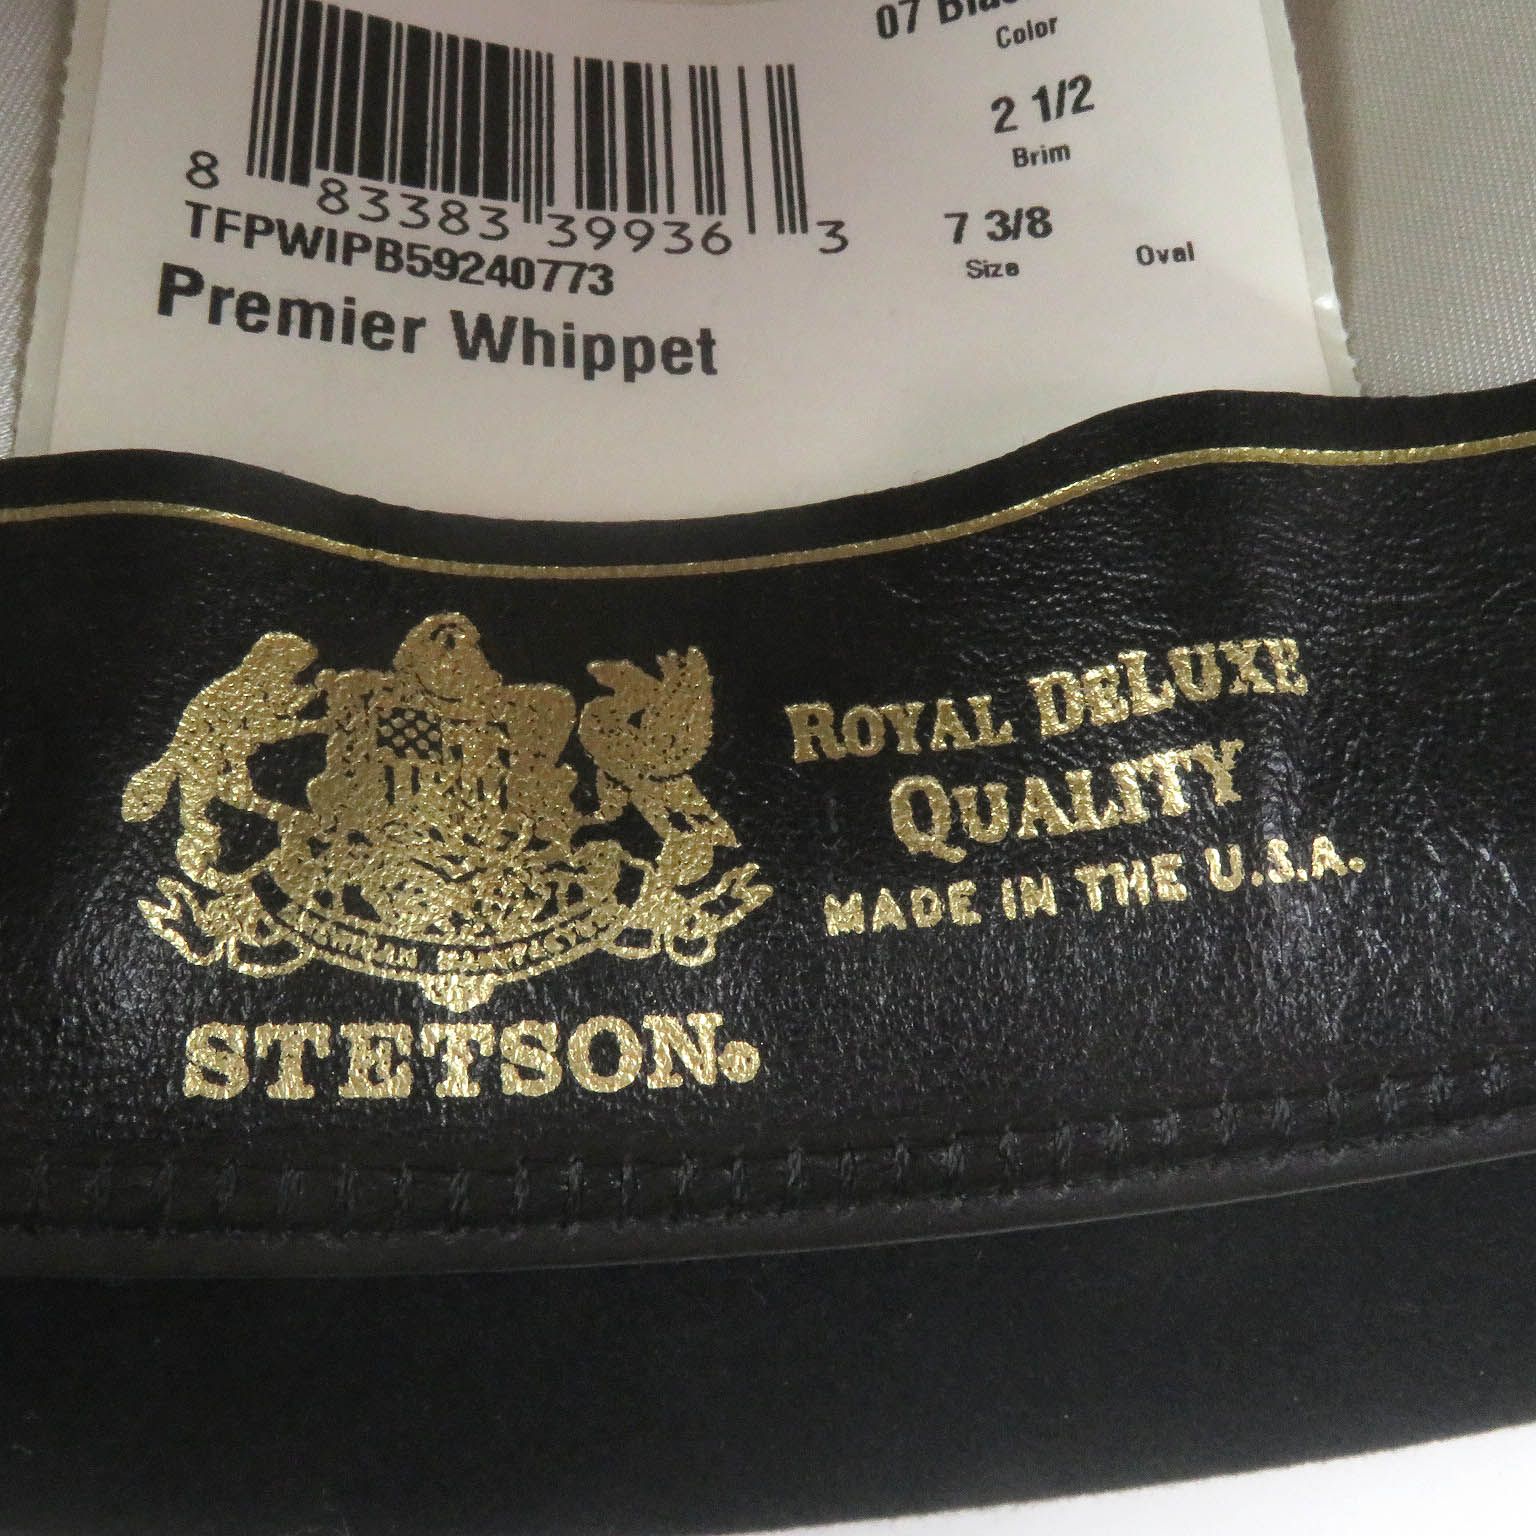 07
Color
2 1/2
Brim
8 83383 39936 3
7 3/8
Size
Oval
TFPWIPB59240773
Premier Whippet
ROYAL DELUXE
QUALITY
MADE IN THE U.S.A.
STETSON®